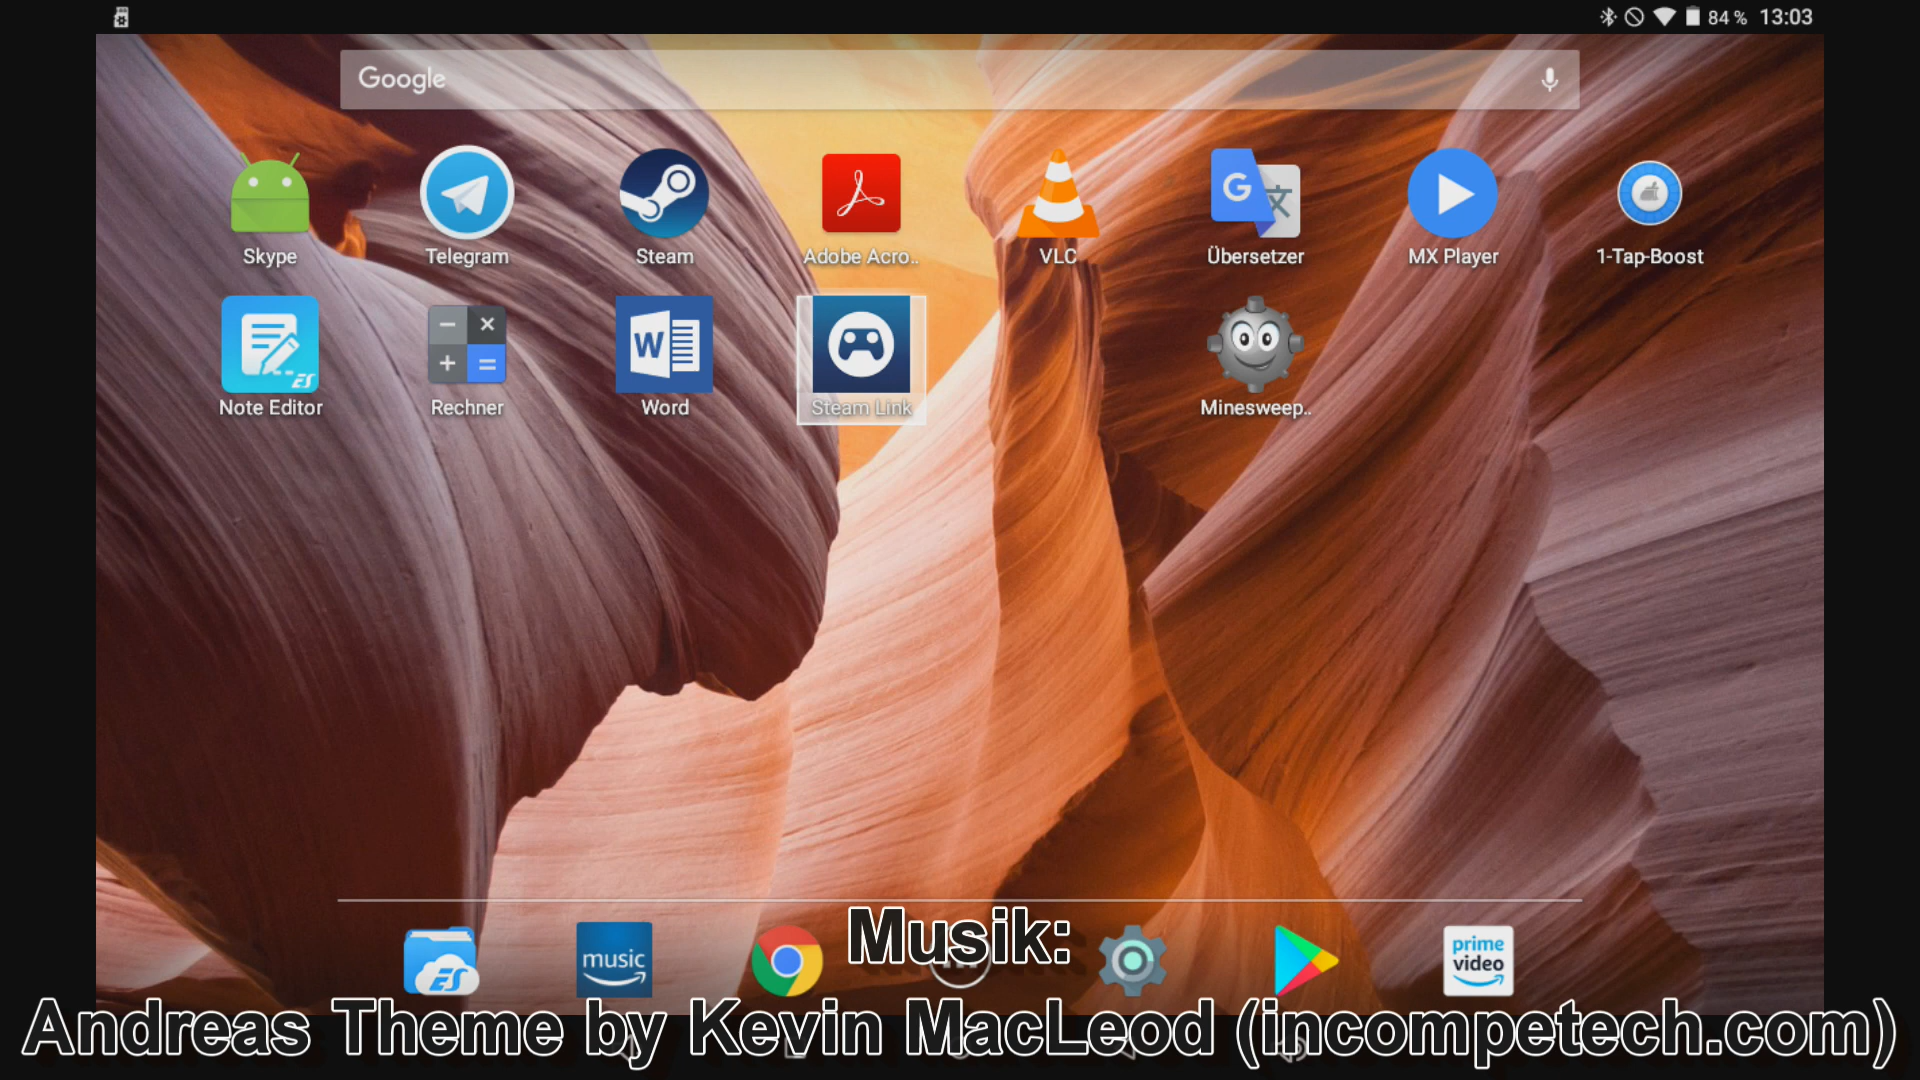 84 % 13:03
Google
Skype Telegram Steam Adobe Acro.. VLC Übersetzer MX Player 1-Tap-Boost
Note Editor Rechner Word Steam Link Minesweep..
music prime video
Musik:
Andreas Theme by Kevin MacLeod (incompetech.com)